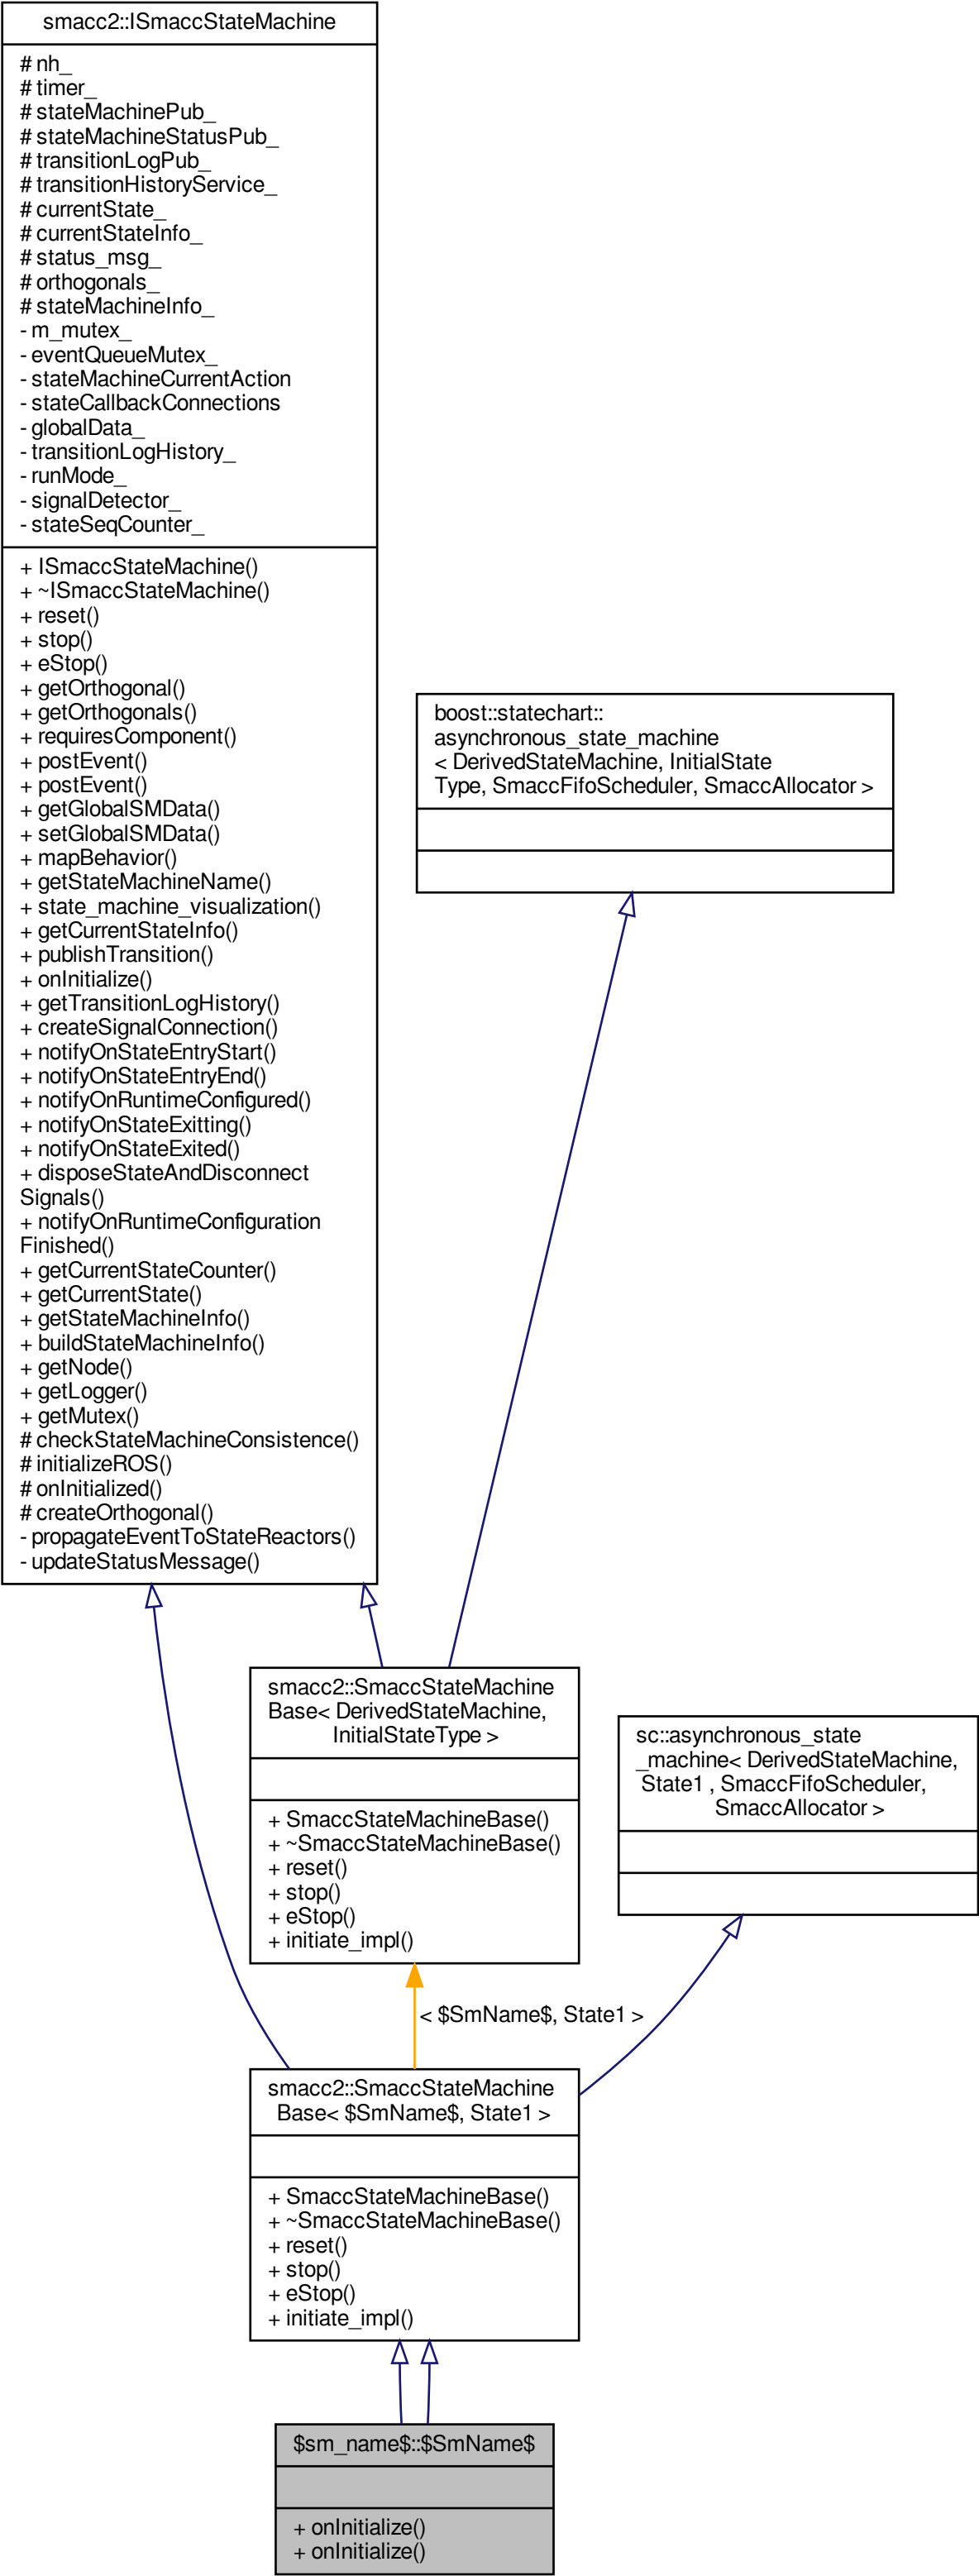 smacc2::ISmaccStateMachine
# nh_
# timer_
# stateMachinePub_
# stateMachineStatusPub_
# transitionLogPub_
# transitionHistoryService_
# currentState_
# currentStateInfo_
# status_msg_
# orthogonals_
# stateMachineInfo_
- m_mutex_
- eventQueueMutex_
- stateMachineCurrentAction
- stateCallbackConnections
- globalData_
- transitionLogHistory_
- runMode_
- signalDetector_
- stateSeqCounter_
+ ISmaccStateMachine()
+ ~ISmaccStateMachine()
+ reset()
+ stop()
+ eStop()
+ getOrthogonal()
+ getOrthogonals()
+ requiresComponent()
+ postEvent()
+ postEvent()
+ getGlobalSMData()
+ setGlobalSMData()
+ mapBehavior()
+ getStateMachineName()
+ state_machine_visualization()
+ getCurrentStateInfo()
+ publishTransition()
+ onInitialize()
+ getTransitionLogHistory()
+ createSignalConnection()
+ notifyOnStateEntryStart()
+ notifyOnStateEntryEnd()
+ notifyOnRuntimeConfigured()
+ notifyOnStateExitting()
+ notifyOnStateExited()
+ disposeStateAndDisconnect
Signals()
+ notifyOnRuntimeConfiguration
Finished()
+ getCurrentStateCounter()
+ getCurrentState()
+ getStateMachineInfo()
+ buildStateMachineInfo()
+ getNode()
+ getLogger()
+ getMutex()
# checkStateMachineConsistence()
# initializeROS()
# onInitialized()
# createOrthogonal()
- propagateEventToStateReactors()
- updateStatusMessage()
boost::statechart::
asynchronous_state_machine
< DerivedStateMachine, InitialState
Type, SmaccFifoScheduler, SmaccAllocator >
smacc2::SmaccStateMachine
Base< DerivedStateMachine,
InitialStateType >
+ SmaccStateMachineBase()
+ ~SmaccStateMachineBase()
+ reset()
+ stop()
+ eStop()
+ initiate_impl()
sc::asynchronous_state
_machine< DerivedStateMachine,
State1 , SmaccFifoScheduler,
SmaccAllocator >
< $SmName$, State1 >
smacc2::SmaccStateMachine
Base< $SmName$, State1 >
+ SmaccStateMachineBase()
+ ~SmaccStateMachineBase()
+ reset()
+ stop()
+ eStop()
+ initiate_impl()
$sm_name$::$SmName$
+ onInitialize()
+ onInitialize()